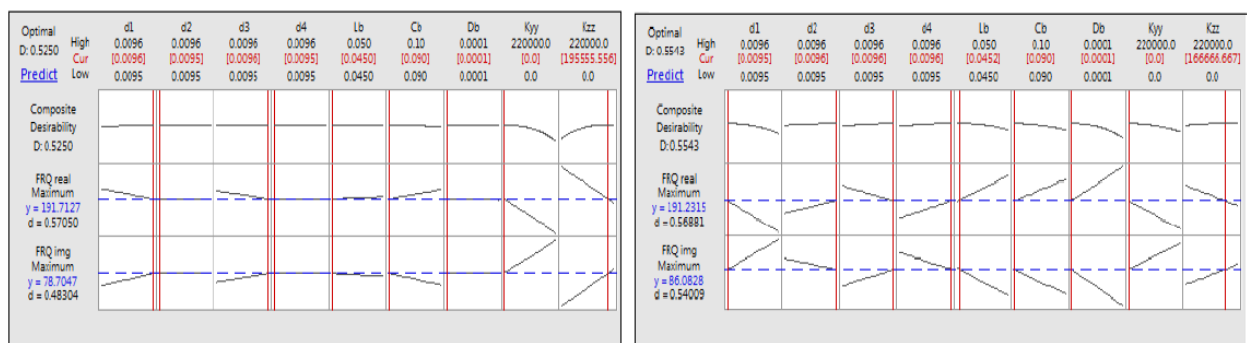 Optimal
D: 0.5250
High
Cur
Predict
Low
d1 d2 d3 d4 Lb Cb Db Kyy Kzz
0.0096 0.0096 0.0096 0.0096 0.050 0.10 0.0001 220000.0 220000.0
[0.0096] [0.0095] [0.0096] [0.0095] [0.0450] [0.090] [0.0001] [0.0] [195555.556]
0.0095 0.0095 0.0095 0.0095 0.0450 0.090 0.0001 0.0 0.0
Composite
Desirability
D: 0.5250
FRQ real
Maximum
y = 191.7127
d = 0.57050
FRQ img
Maximum
y = 78.7047
d = 0.48304
Optimal
D: 0.5543
High
Cur
Predict
Low
d1 d2 d3 d4 Lb Cb Db Kyy Kzz
0.0096 0.0096 0.0096 0.0096 0.050 0.10 0.0001 220000.0 220000.0
[0.0095] [0.0096] [0.0096] [0.0096] [0.0452] [0.090] [0.0001] [0.0] [166666.667]
0.0095 0.0095 0.0095 0.0095 0.0450 0.090 0.0001 0.0 0.0
Composite
Desirability
D: 0.5543
FRQ real
Maximum
y = 191.2315
d = 0.56881
FRQ img
Maximum
y = 86.0828
d = 0.54009